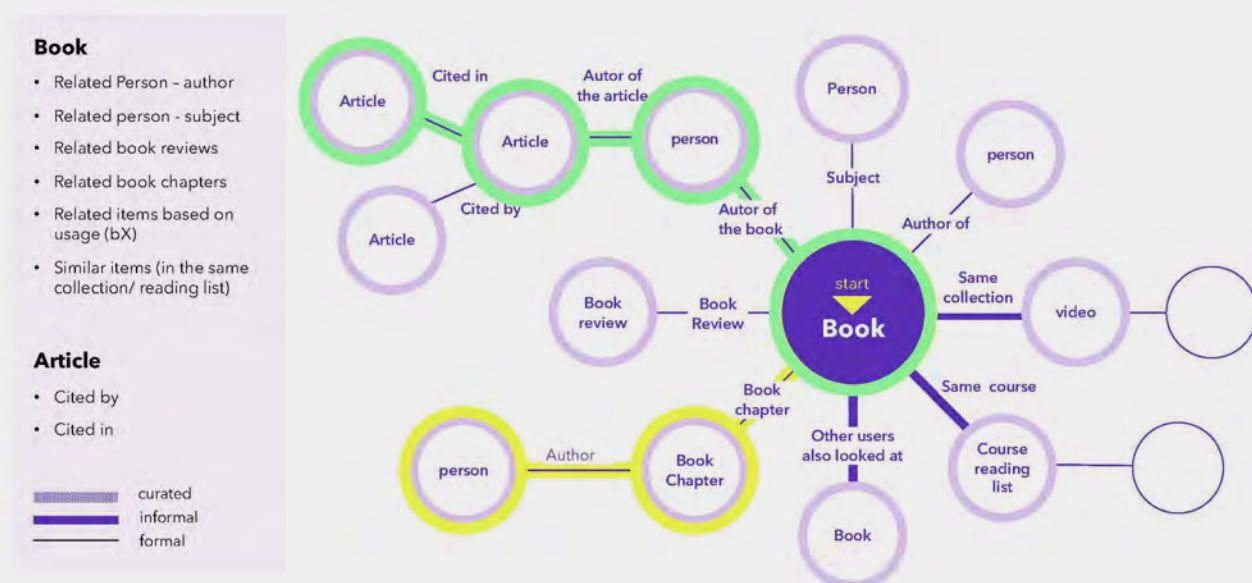 Book
• Related Person – author
• Related person - subject
• Related book reviews
• Related book chapters
• Related items based on
usage (bX)
• Similar items (in the same
collection/ reading list)
Article
• Cited by
• Cited in
curated
informal
formal
Article
Cited in
Article
Autor of
the article
person
Cited by
Article
Autor of
the book
Person
Subject
person
Author of
start
Book
Same
collection
video
Book
review
Book
Review
Same course
Course
reading
list
Book
chapter
Book
Chapter
Author
person
Other users
also looked at
Book